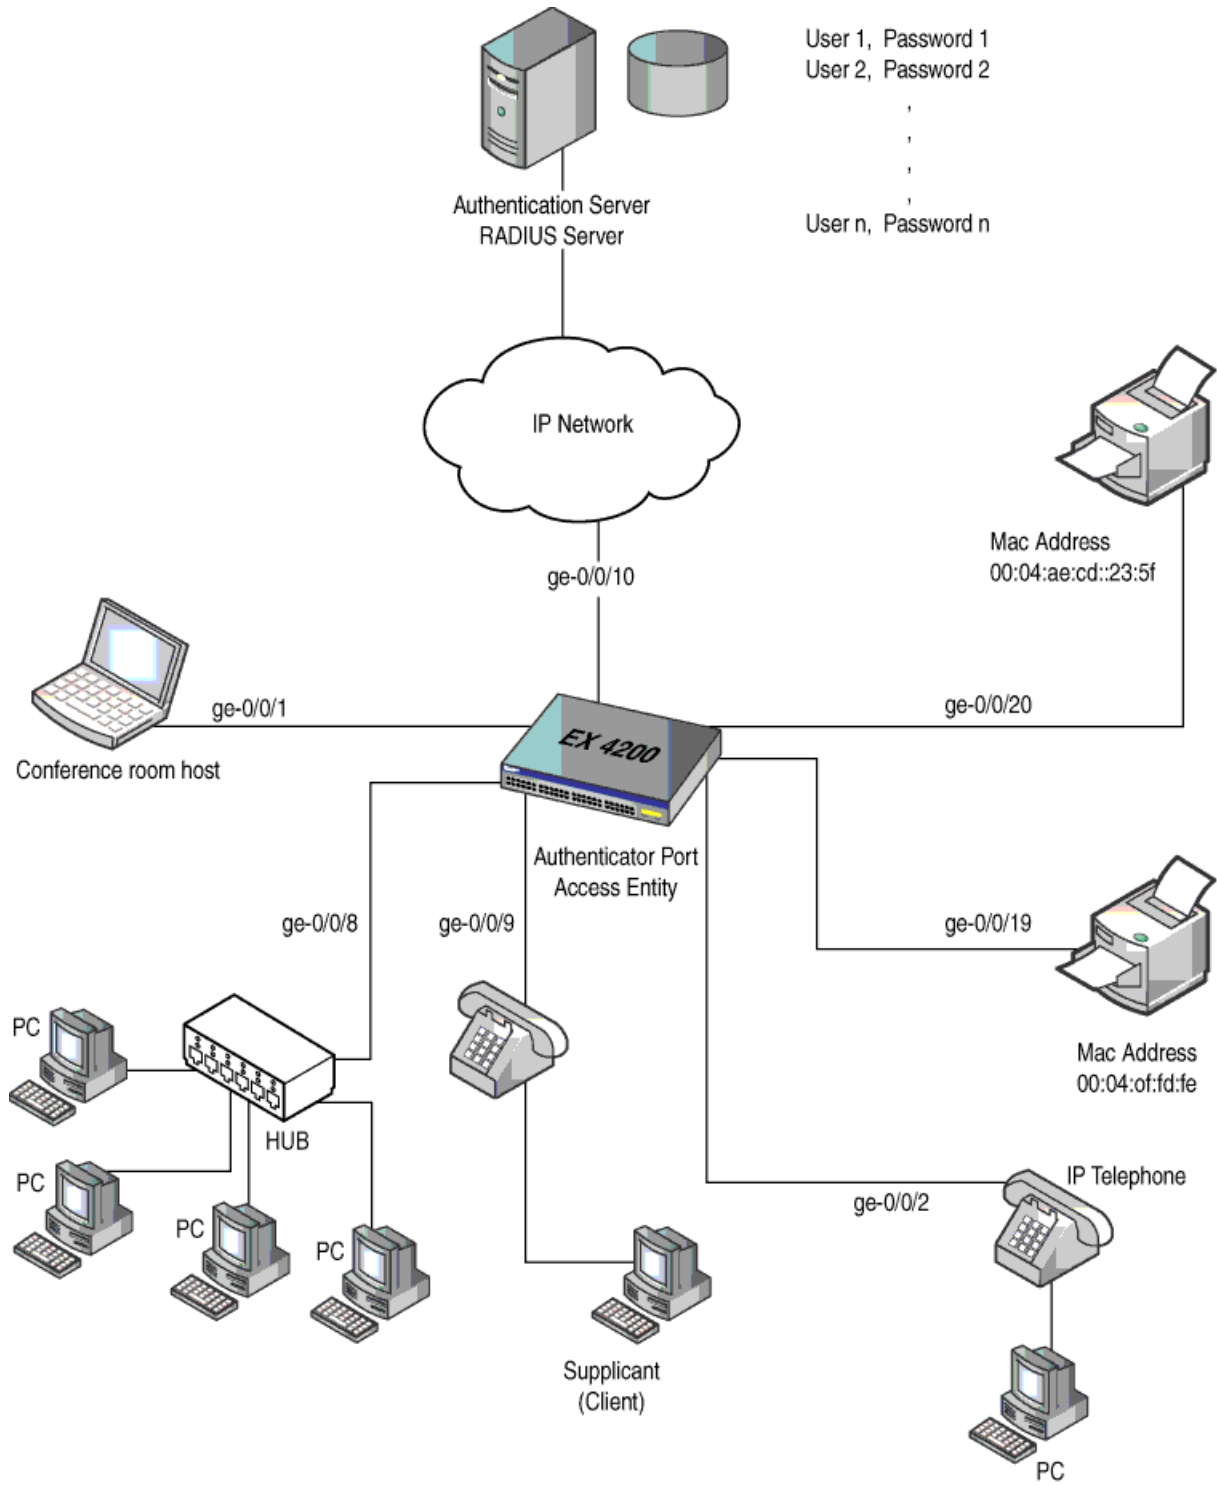 User 1, Password 1
User 2, Password 2
,
,
,
,
User n, Password n
Authentication Server
RADIUS Server
IP Network
Mac Address
00:04:ae:cd::23:5f
ge-0/0/10
ge-0/0/1
ge-0/0/20
EX 4200
Conference room host
Authenticator Port
Access Entity
ge-0/0/8
ge-0/0/9
ge-0/0/19
PC
Mac Address
00:04:of:fd:fe
HUB
PC
IP Telephone
ge-0/0/2
PC
PC
Supplicant
(Client)
PC